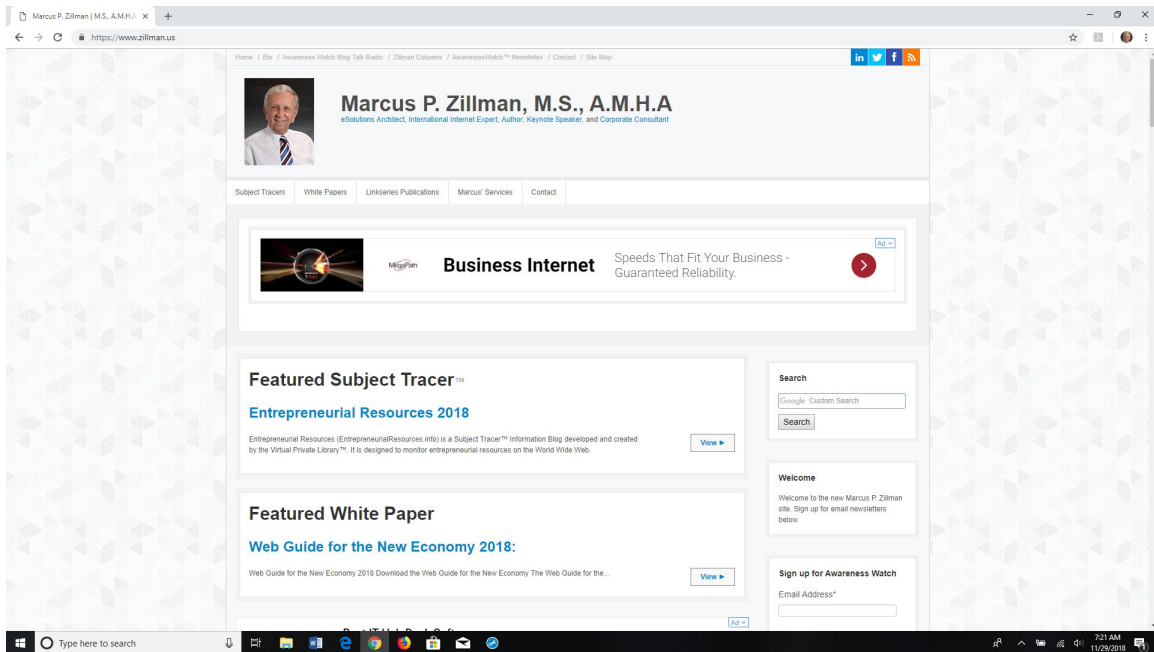 Marcus P. Zillman | M.S., A.M.H.A
https://www.zillman.us
Home / Bio / Awareness Watch Blog Talk Radio / Zillman Columns / AwarenessWatch™ Newsletter / Contact / Site Map
in f
Marcus P. Zillman, M.S., A.M.H.A
eSolutions Architect, International Internet Expert, Author, Keynote Speaker, and Corporate Consultant
Subject Tracers White Papers Linkseries Publications Marcus' Services Contact
Ad
MegaPath Business Internet Speeds That Fit Your Business -
Guaranteed Reliability.
Featured Subject Tracer™
Entrepreneurial Resources 2018
Entrepreneurial Resources (EntrepreneurialResources.info) is a Subject Tracer™ Information Blog developed and created
by the Virtual Private Library™. It is designed to monitor entrepreneurial resources on the World Wide Web.
View ►
Featured White Paper
Web Guide for the New Economy 2018:
Web Guide for the New Economy 2018 Download the Web Guide for the New Economy The Web Guide for the...
View ►
Ad
Search
Google Custom Search
Search
Welcome
Welcome to the new Marcus P. Zillman
site. Sign up for email newsletters
below.
Sign up for Awareness Watch
Email Address*
Type here to search
7:21 AM
11/29/2018